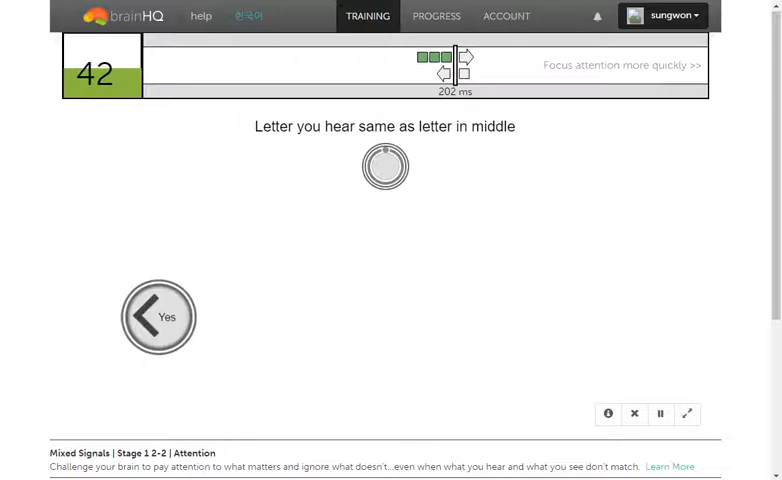 brainHQ help 한국어 TRAINING PROGRESS ACCOUNT sungwon
42
Focus attention more quickly >>
202 ms
Letter you hear same as letter in middle
Yes
Mixed Signals | Stage 1 2-2 | Attention
Challenge your brain to pay attention to what matters and ignore what doesn't...even when what you hear and what you see don't match. Learn More